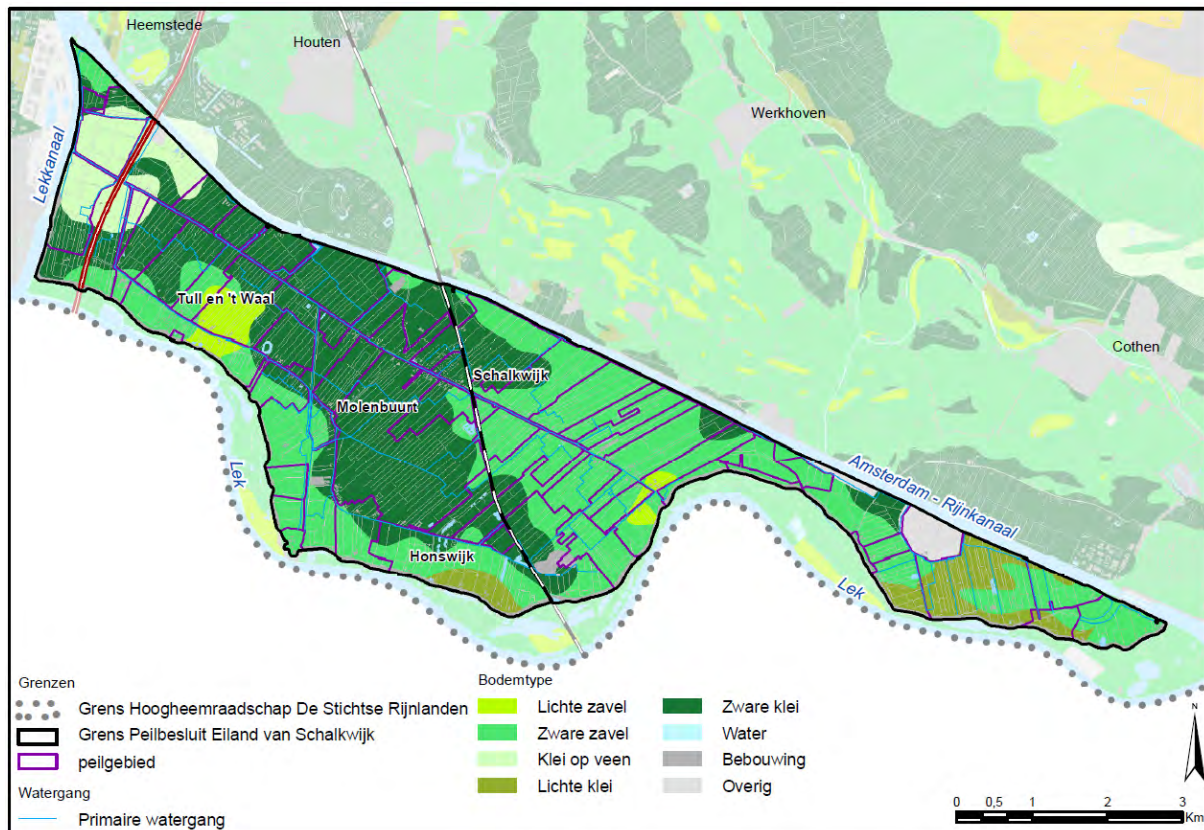 Heemstede
Houten
Werkhoven
Lekkanaal
Cothen
Tull en 't Waal
Schalkwijk
Molenbuurt
Amsterdam - Rijnkanaal
Lek
Honswijk
Lek
Grenzen
Grens Hoogheemraadschap De Stichtse Rijnlanden
Grens Peilbesluit Eiland van Schalkwijk
peilgebied
Watergang
Primaire watergang
Bodemtype
Lichte zavel
Zware zavel
Klei op veen
Lichte klei
Zware klei
Water
Bebouwing
Overig
N
0 0,5 1 2 3
Km